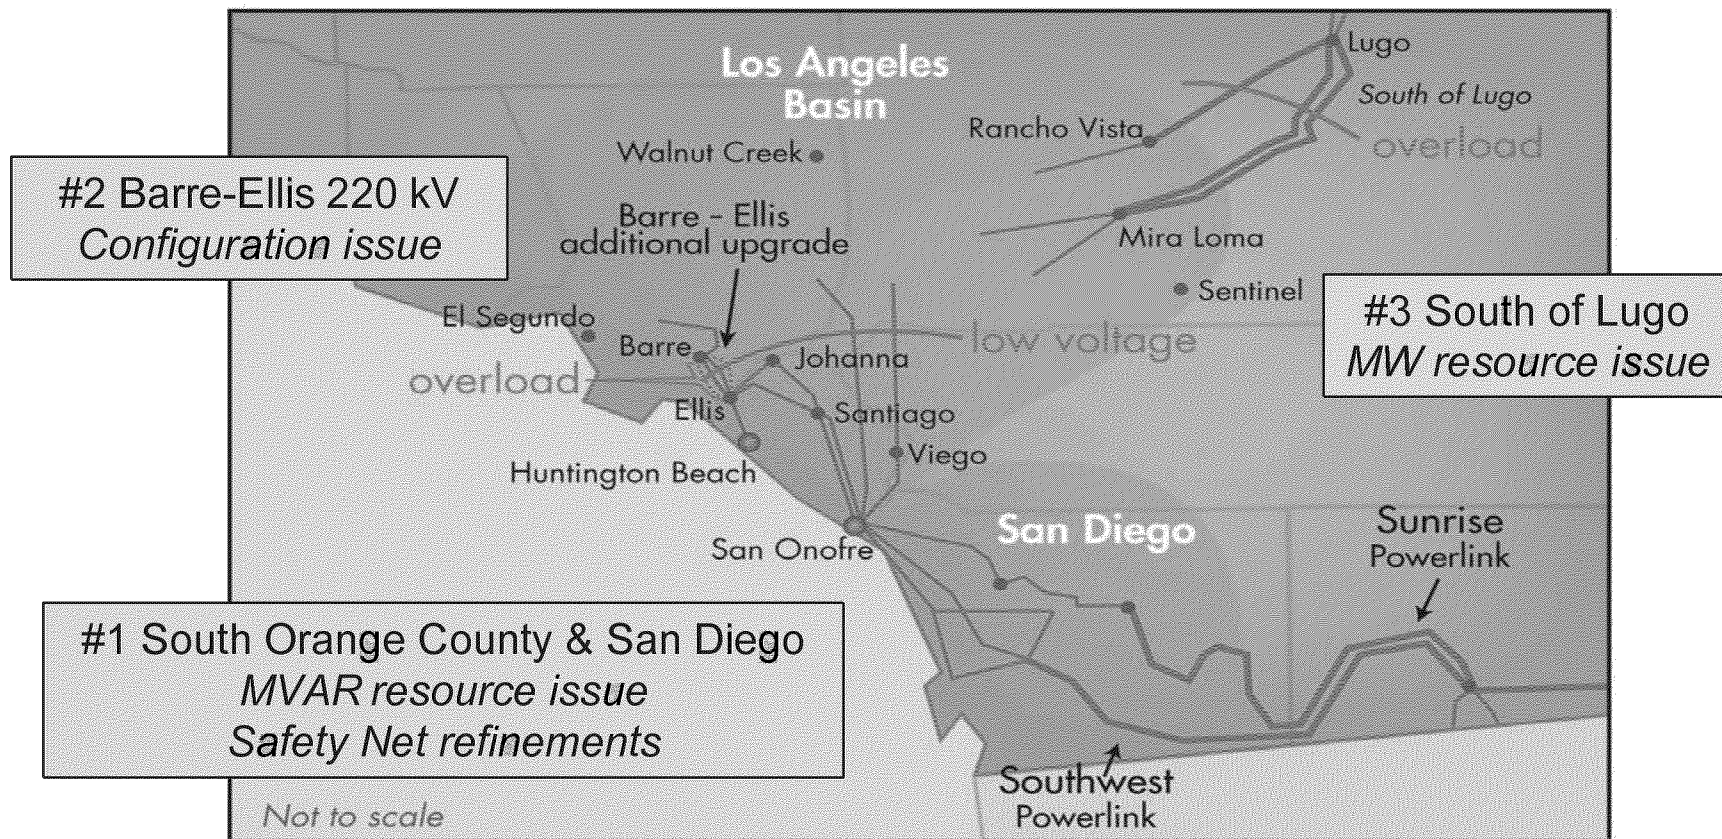 Los Angeles
Basin
Lugo
South of Lugo
overload
Rancho Vista
Walnut Creek
#2 Barre-Ellis 220 kV
Configuration issue
Barre – Ellis
additional upgrade
Mira Loma
Sentinel
#3 South of Lugo
MW resource issue
El Segundo
Barre
low voltage
Johanna
overload
Ellis
Santiago
Viego
Huntington Beach
San Onofre
San Diego
Sunrise
Powerlink
#1 South Orange County & San Diego
MVAR resource issue
Safety Net refinements
Southwest
Powerlink
Not to scale